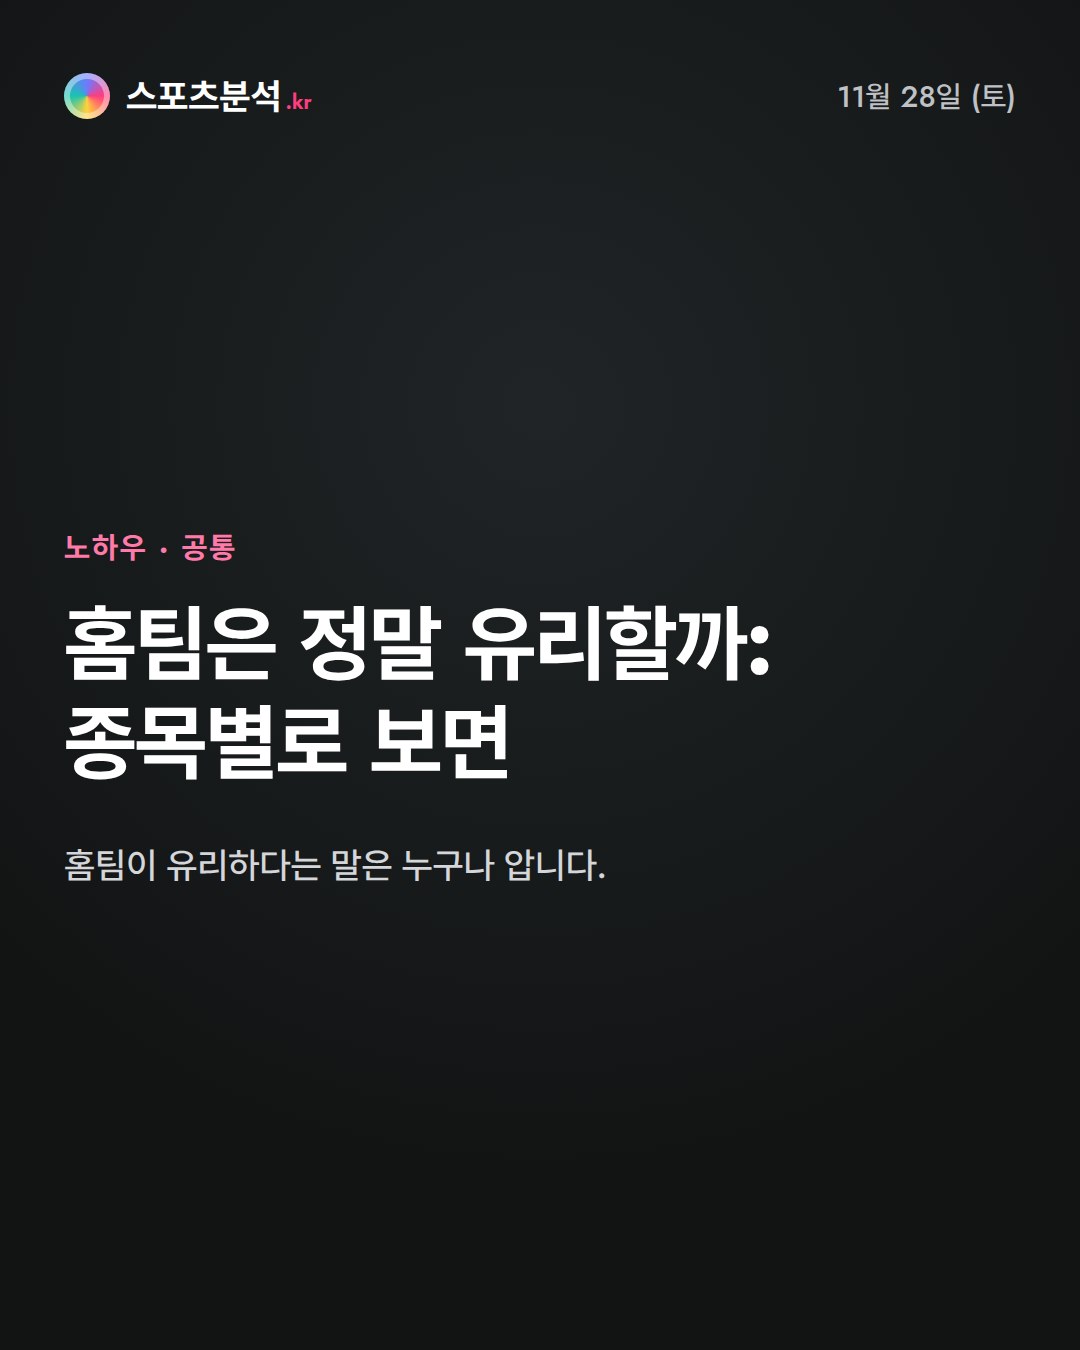 스포츠분석.kr
11월 28일 (토)
노하우 · 공통
홈팀은 정말 유리할까:
종목별로 보면
홈팀이 유리하다는 말은 누구나 압니다.